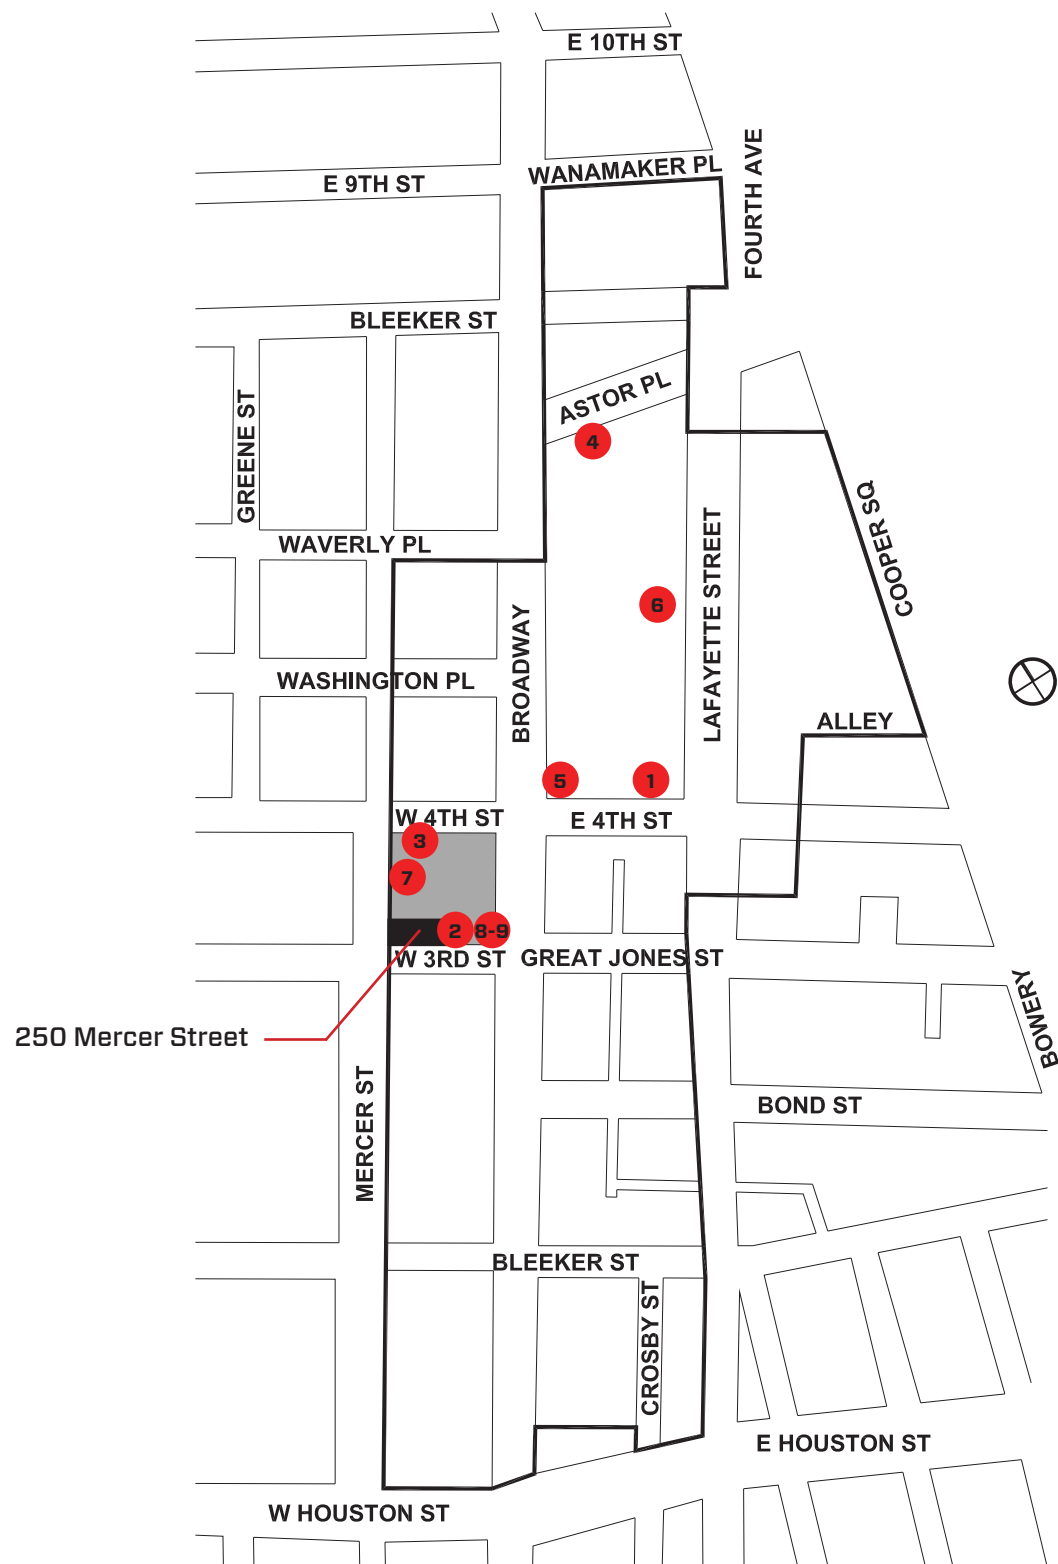 E 10TH ST
WANAMAKER PL
FOURTH AVE
E 9TH ST
BLEEKER ST
ASTOR PL
GREENE ST
4
COOPER SQ
WAVERLY PL
LAFAYETTE STREET
6
BROADWAY
WASHINGTON PL
ALLEY
5
1
W 4TH ST
E 4TH ST
3
7
2
8-9
W 3RD ST
GREAT JONES ST
250 Mercer Street
BOWERY
MERCER ST
BOND ST
BLEEKER ST
CROSBY ST
E HOUSTON ST
W HOUSTON ST